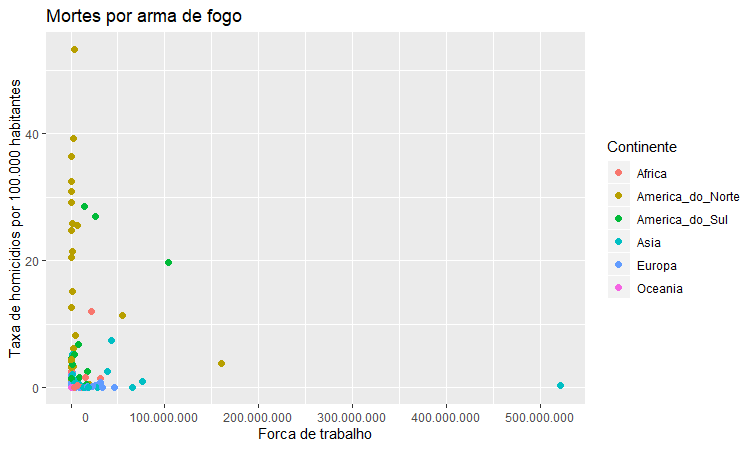 Mortes por arma de fogo
Taxa de homicídios por 100.000 habitantes
40
20
0
0
100.000.000
200.000.000
300.000.000
400.000.000
500.000.000
Forca de trabalho
Continente
Africa
America_do_Norte
America_do_Sul
Asia
Europa
Oceania